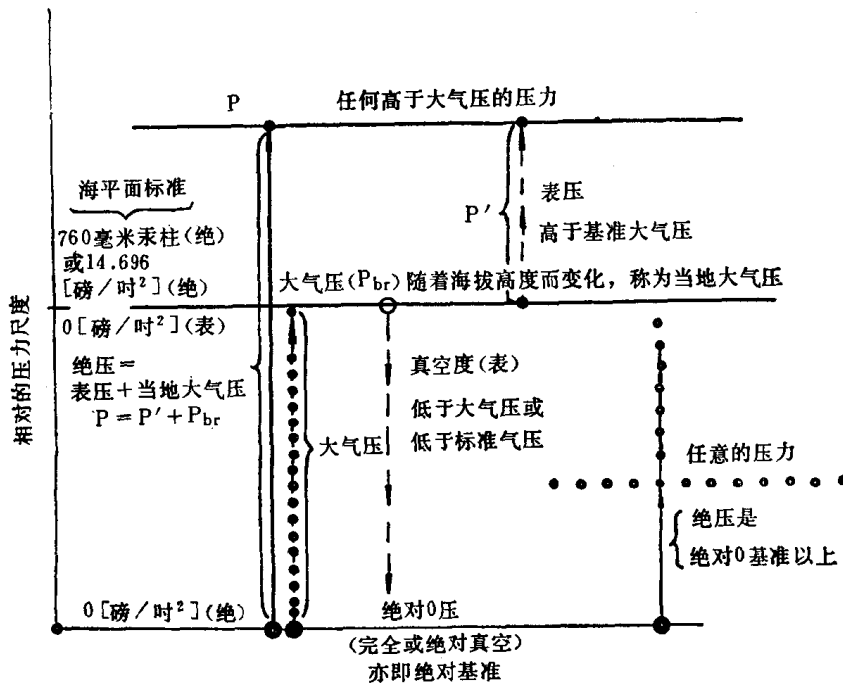 P
任何高于大气压的压力
海平面标准
760毫米汞柱(绝)
或14.696
[磅/吋²](绝)
P′
表压
高于基准大气压
大气压(Pbr)随着海拔高度而变化，称为当地大气压
0[磅/吋²](表)
绝压＝
表压＋当地大气压
P＝P′＋Pbr
大气压
真空度(表)
低于大气压或
低于标准气压
任意的压力
绝压是
绝对0基准以上
相对的压力尺度
0[磅/吋²](绝)
绝对0压
(完全或绝对真空)
亦即绝对基准